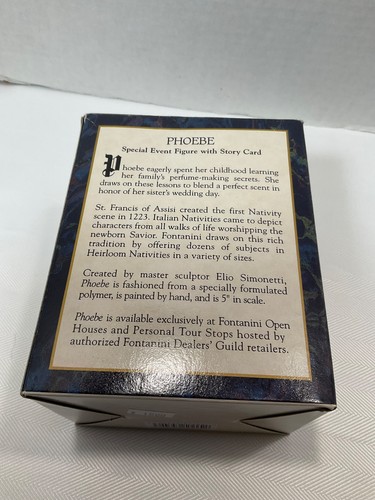 PHOEBE
Special Event Figure with Story Card
Phoebe eagerly spent her childhood learning
her family's perfume-making secrets. She
draws on these lessons to blend a perfect scent in
honor of her sister's wedding day.
St. Francis of Assisi created the first Nativity
scene in 1223. Italian Nativities came to depict
characters from all walks of life worshipping the
newborn Savior. Fontanini draws on this rich
tradition by offering dozens of subjects in
Heirloom Nativities in a variety of sizes.
Created by master sculptor Elio Simonetti,
Phoebe is fashioned from a specially formulated
polymer, is painted by hand, and is 5" in scale.
Phoebe is available exclusively at Fontanini Open
Houses and Personal Tour Stops hosted by
authorized Fontanini Dealers' Guild retailers.